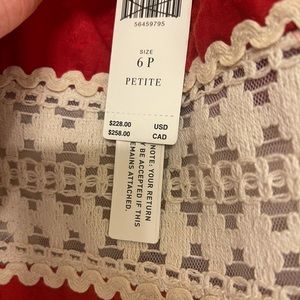 56459795
SIZE
6 P
PETITE
$228.00 USD
$258.00 CAD
NOTE: YOUR RETURN
BE ACCEPTED IF THIS
REMAINS ATTACHED.